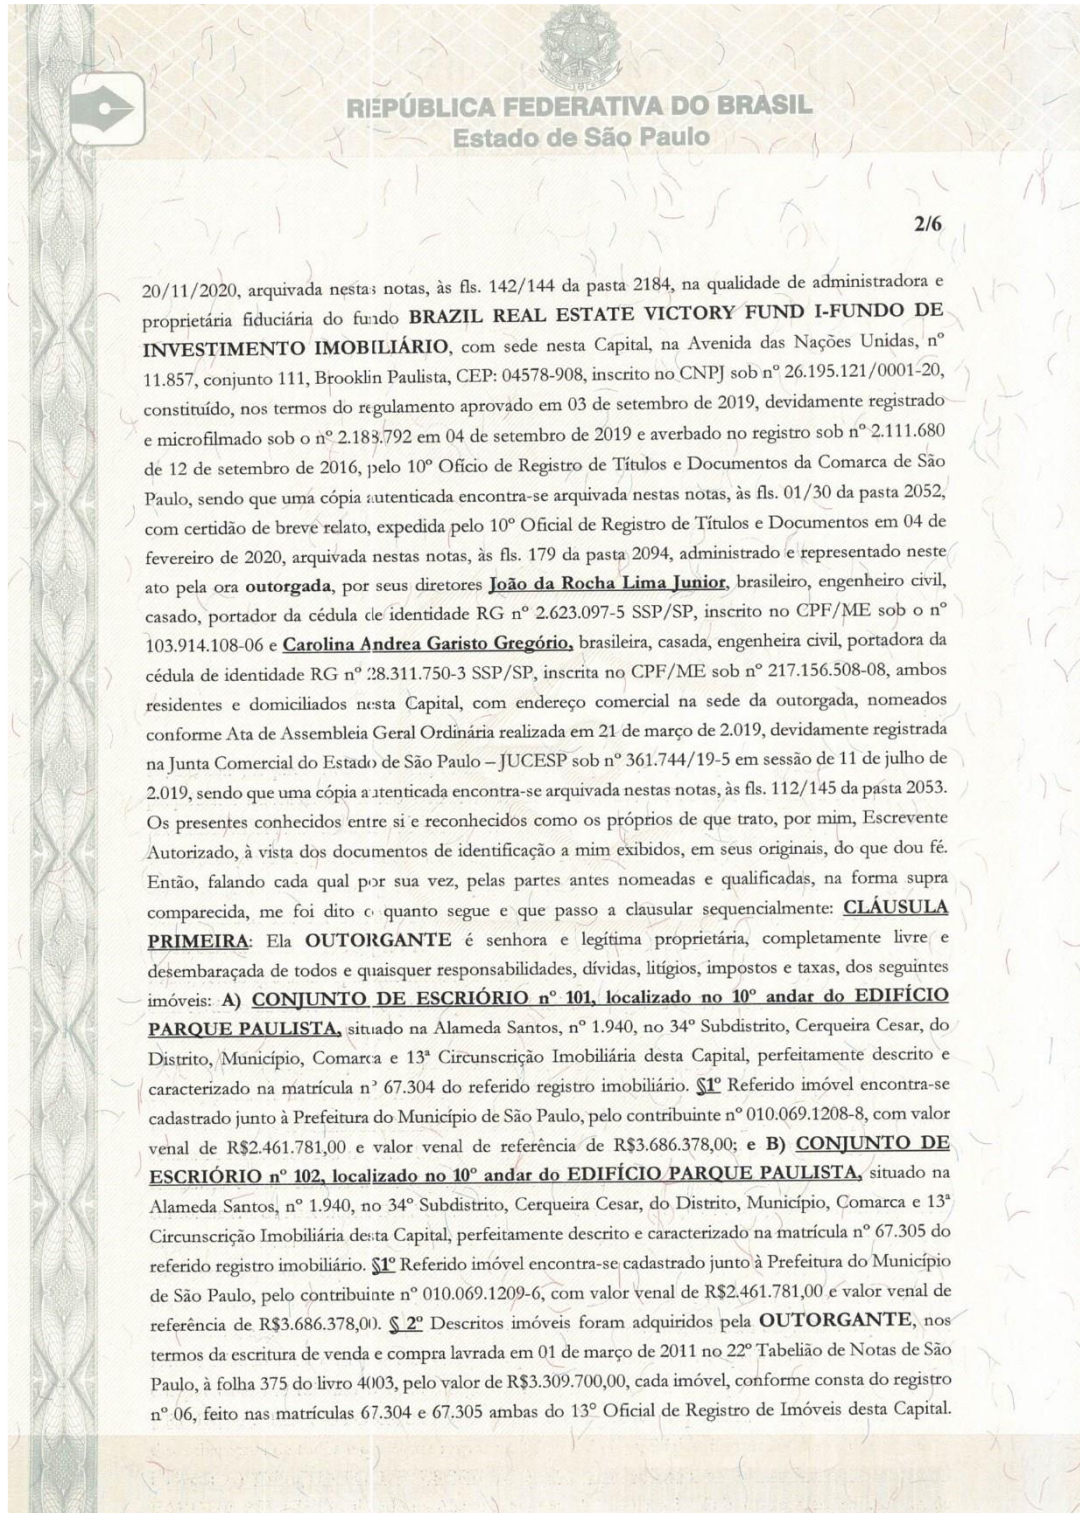 REPÚBLICA FEDERATIVA DO BRASIL
Estado de São Paulo
2/6
20/11/2020, arquivada nestas notas, às fls. 142/144 da pasta 2184, na qualidade de administradora e
proprietária fiduciária do fundo BRAZIL REAL ESTATE VICTORY FUND I-FUNDO DE
INVESTIMENTO IMOBILIÁRIO, com sede nesta Capital, na Avenida das Nações Unidas, nº
11.857, conjunto 111, Brooklin Paulista, CEP: 04578-908, inscrito no CNPJ sob nº 26.195.121/0001-20,
constituído, nos termos do regulamento aprovado em 03 de setembro de 2019, devidamente registrado
e microfilmado sob o nº 2.183.792 em 04 de setembro de 2019 e averbado no registro sob nº 2.111.680
de 12 de setembro de 2016, pelo 10º Ofício de Registro de Títulos e Documentos da Comarca de São
Paulo, sendo que uma cópia autenticada encontra-se arquivada nestas notas, às fls. 01/30 da pasta 2052,
com certidão de breve relato, expedida pelo 10º Oficial de Registro de Títulos e Documentos em 04 de
fevereiro de 2020, arquivada nestas notas, às fls. 179 da pasta 2094, administrado e representado neste
ato pela ora outorgada, por seus diretores João da Rocha Lima Junior, brasileiro, engenheiro civil,
casado, portador da cédula de identidade RG nº 2.623.097-5 SSP/SP, inscrito no CPF/ME sob o nº
103.914.108-06 e Carolina Andrea Garisto Gregório, brasileira, casada, engenheira civil, portadora da
cédula de identidade RG nº 28.311.750-3 SSP/SP, inscrita no CPF/ME sob nº 217.156.508-08, ambos
residentes e domiciliados nesta Capital, com endereço comercial na sede da outorgada, nomeados
conforme Ata de Assembleia Geral Ordinária realizada em 21 de março de 2.019, devidamente registrada
na Junta Comercial do Estado de São Paulo – JUCESP sob nº 361.744/19-5 em sessão de 11 de julho de
2.019, sendo que uma cópia autenticada encontra-se arquivada nestas notas, às fls. 112/145 da pasta 2053.
Os presentes conhecidos entre si e reconhecidos como os próprios de que trato, por mim, Escrevente
Autorizado, à vista dos documentos de identificação a mim exibidos, em seus originais, do que dou fé.
Então, falando cada qual por sua vez, pelas partes antes nomeadas e qualificadas, na forma supra
comparecida, me foi dito o quanto segue e que passo a clausular sequencialmente: CLÁUSULA
PRIMEIRA: Ela OUTORGANTE é senhora e legítima proprietária, completamente livre e
desembaraçada de todos e quaisquer responsabilidades, dívidas, litígios, impostos e taxas, dos seguintes
imóveis: A) CONJUNTO DE ESCRIÓRIO nº 101, localizado no 10º andar do EDIFÍCIO
PARQUE PAULISTA, situado na Alameda Santos, nº 1.940, no 34º Subdistrito, Cerqueira Cesar, do
Distrito, Município, Comarca e 13ª Circunscrição Imobiliária desta Capital, perfeitamente descrito e
caracterizado na matrícula nº 67.304 do referido registro imobiliário. §1º Referido imóvel encontra-se
cadastrado junto à Prefeitura do Município de São Paulo, pelo contribuinte nº 010.069.1208-8, com valor
venal de R$2.461.781,00 e valor venal de referência de R$3.686.378,00; e B) CONJUNTO DE
ESCRIÓRIO nº 102, localizado no 10º andar do EDIFÍCIO PARQUE PAULISTA, situado na
Alameda Santos, nº 1.940, no 34º Subdistrito, Cerqueira Cesar, do Distrito, Município, Comarca e 13ª
Circunscrição Imobiliária desta Capital, perfeitamente descrito e caracterizado na matrícula nº 67.305 do
referido registro imobiliário. §1º Referido imóvel encontra-se cadastrado junto à Prefeitura do Município
de São Paulo, pelo contribuinte nº 010.069.1209-6, com valor venal de R$2.461.781,00 e valor venal de
referência de R$3.686.378,00. § 2º Descritos imóveis foram adquiridos pela OUTORGANTE, nos
termos da escritura de venda e compra lavrada em 01 de março de 2011 no 22º Tabelião de Notas de São
Paulo, à folha 375 do livro 4003, pelo valor de R$3.309.700,00, cada imóvel, conforme consta do registro
nº 06, feito nas matrículas 67.304 e 67.305 ambas do 13º Oficial de Registro de Imóveis desta Capital.